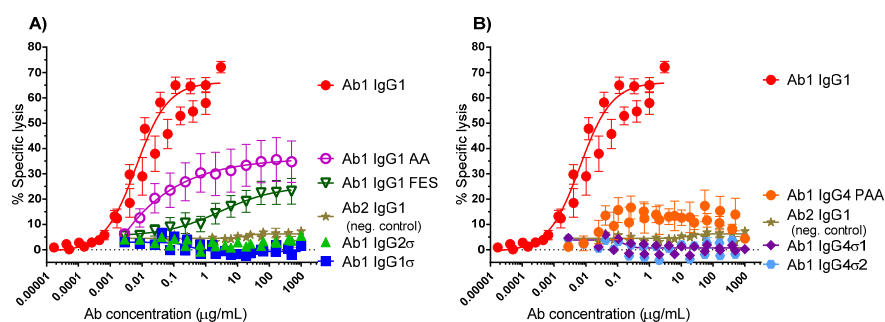 A)
80
70
60
50
40
30
20
10
0
% Specific lysis
0.00001
0.0001
0.001
0.01
0.1
1
10
100
1000
Ab concentration (µg/mL)
Ab1 IgG1
Ab1 IgG1 AA
Ab1 IgG1 FES
Ab2 IgG1
(neg. control)
Ab1 IgG2σ
Ab1 IgG1σ
B)
80
70
60
50
40
30
20
10
0
% Specific lysis
0.00001
0.0001
0.001
0.01
0.1
1
10
100
1000
Ab concentration (µg/mL)
Ab1 IgG1
Ab1 IgG4 PAA
Ab2 IgG1
(neg. control)
Ab1 IgG4σ1
Ab1 IgG4σ2